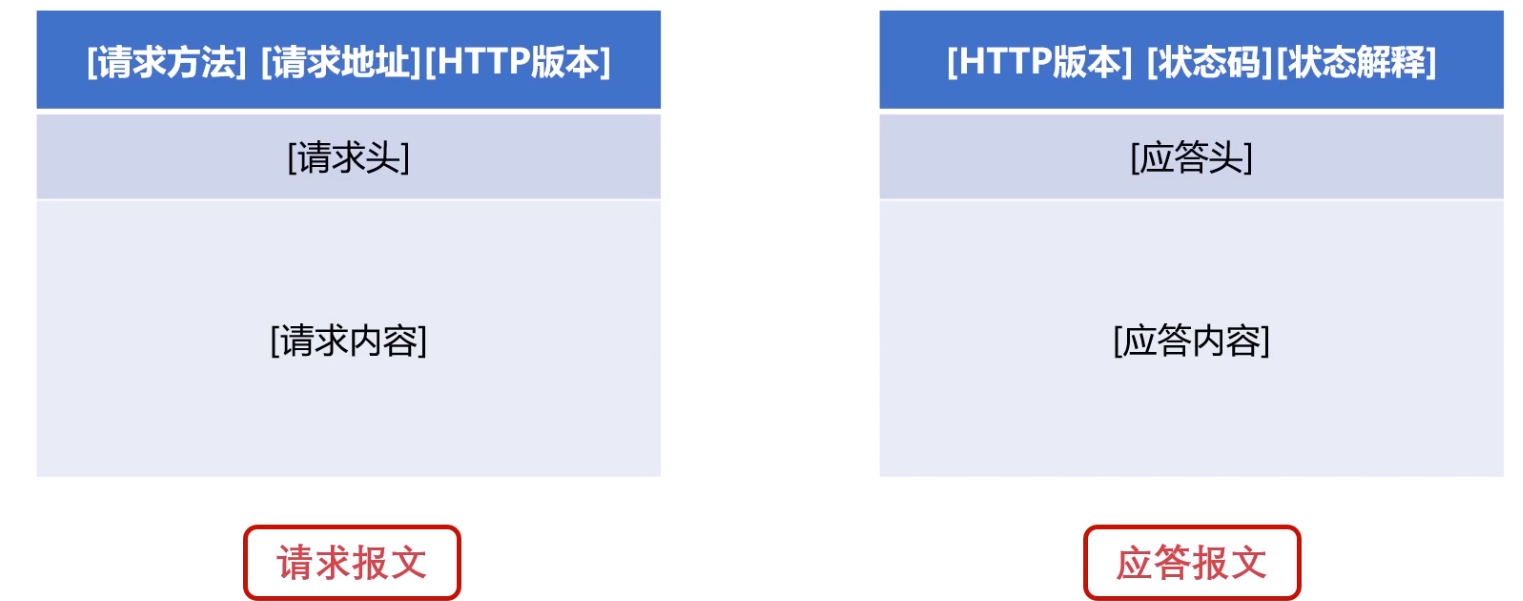 [请求方法] [请求地址][HTTP版本]
[请求头]
[请求内容]
请求报文
[HTTP版本] [状态码][状态解释]
[应答头]
[应答内容]
应答报文